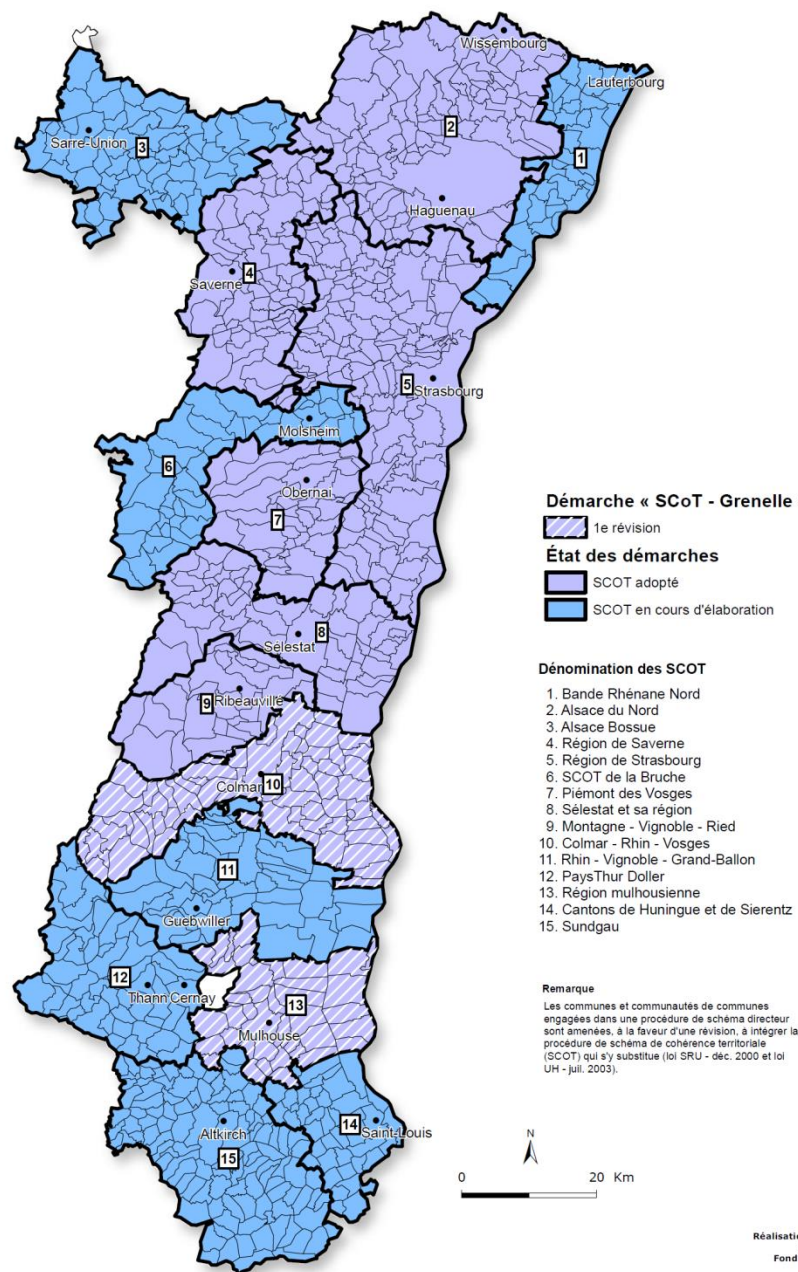 Wissembourg
Lauterbourg
2
Sarre-Union
3
1
Haguenau
4
Saverne
5
Strasbourg
Molsheim
6
Obernai
7
Démarche « SCoT - Grenelle
1e révision
État des démarches
SCOT adopté
SCOT en cours d'élaboration
8
Sélestat
Dénomination des SCOT
1. Bande Rhénane Nord
2. Alsace du Nord
3. Alsace Bossue
4. Région de Saverne
5. Région de Strasbourg
6. SCOT de la Bruche
7. Piémont des Vosges
8. Sélestat et sa région
9. Montagne - Vignoble - Ried
10. Colmar - Rhin - Vosges
11. Rhin - Vignoble - Grand-Ballon
12. PaysThur Doller
13. Région mulhousienne
14. Cantons de Huningue et de Sierentz
15. Sundgau
9
Ribeauvillé
Colmar
10
11
Guebwiller
12
Thann Cernay
13
Mulhouse
Remarque
Les communes et communautés de communes
engagées dans une procédure de schéma directeur
sont amenées, à la faveur d'une révision, à intégrer la
procédure de schéma de cohérence territoriale
(SCOT) qui s'y substitue (loi SRU - déc. 2000 et loi
UH - juil. 2003).
Altkirch
14
Saint-Louis
15
N
0 20 Km
Réalisatio
Fond